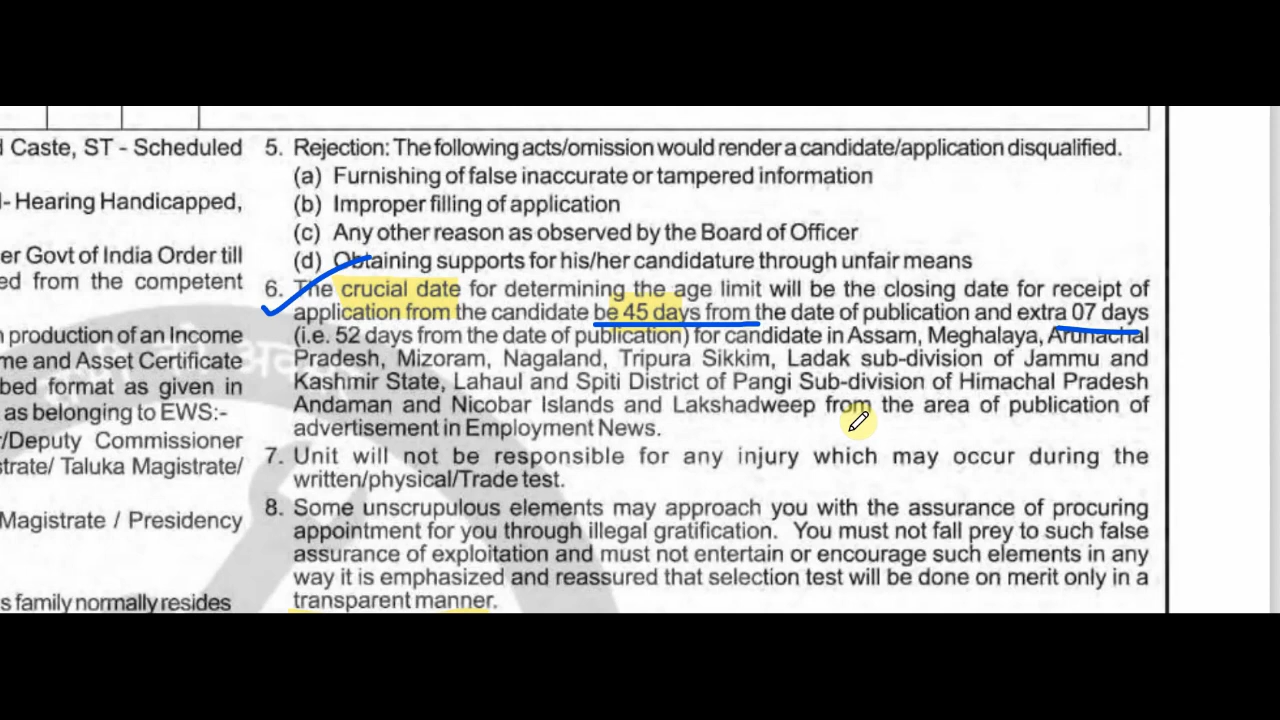 d Caste, ST - Scheduled
l- Hearing Handicapped,
er Govt of India Order till
ed from the competent
n production of an Income
me and Asset Certificate
bed format as given in
as belonging to EWS:-
r/Deputy Commissioner
strate/ Taluka Magistrate/
Magistrate / Presidency
s family normally resides
5. Rejection: The following acts/omission would render a candidate/application disqualified.
(a) Furnishing of false inaccurate or tampered information
(b) Improper filling of application
(c) Any other reason as observed by the Board of Officer
(d) Obtaining supports for his/her candidature through unfair means
6. The crucial date for determining the age limit will be the closing date for receipt of
application from the candidate be 45 days from the date of publication and extra 07 days
(i.e. 52 days from the date of publication) for candidate in Assam, Meghalaya, Arunachal
Pradesh, Mizoram, Nagaland, Tripura Sikkim, Ladak sub-division of Jammu and
Kashmir State, Lahaul and Spiti District of Pangi Sub-division of Himachal Pradesh
Andaman and Nicobar Islands and Lakshadweep from the area of publication of
advertisement in Employment News.
7. Unit will not be responsible for any injury which may occur during the
written/physical/Trade test.
8. Some unscrupulous elements may approach you with the assurance of procuring
appointment for you through illegal gratification. You must not fall prey to such false
assurance of exploitation and must not entertain or encourage such elements in any
way it is emphasized and reassured that selection test will be done on merit only in a
transparent manner.